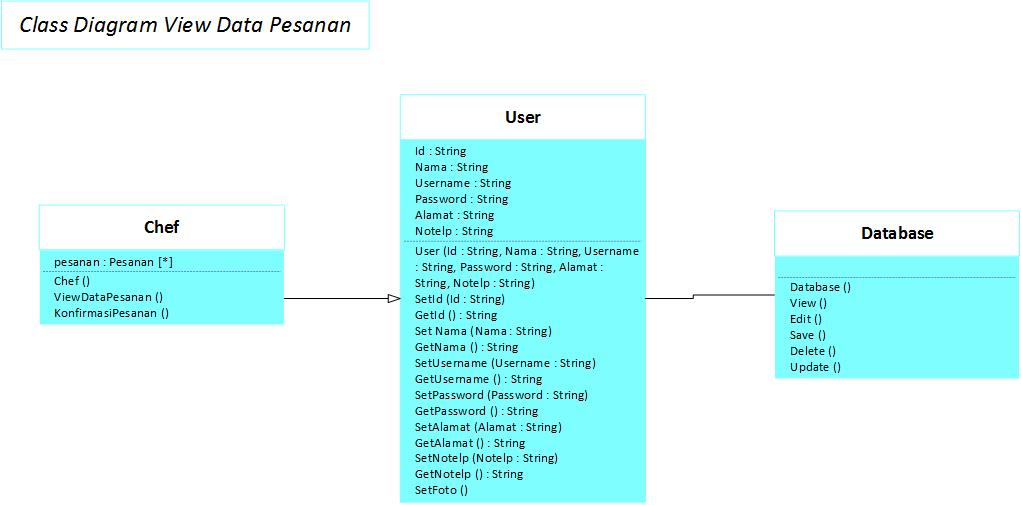 Class Diagram View Data Pesanan
User
Id : String
Nama : String
Username : String
Password : String
Alamat : String
Notelp : String
User (Id : String, Nama : String, Username
: String, Password : String, Alamat :
String, Notelp : String)
SetId (Id : String)
GetId () : String
Set Nama (Nama : String)
GetNama () : String
SetUsername (Username : String)
GetUsername () : String
SetPassword (Password : String)
GetPassword () : String
SetAlamat (Alamat : String)
GetAlamat () : String
SetNotelp (Notelp : String)
GetNotelp () : String
SetFoto ()
Chef
pesanan : Pesanan [*]
Chef ()
ViewDataPesanan ()
KonfirmasiPesanan ()
Database
Database ()
View ()
Edit ()
Save ()
Delete ()
Update ()